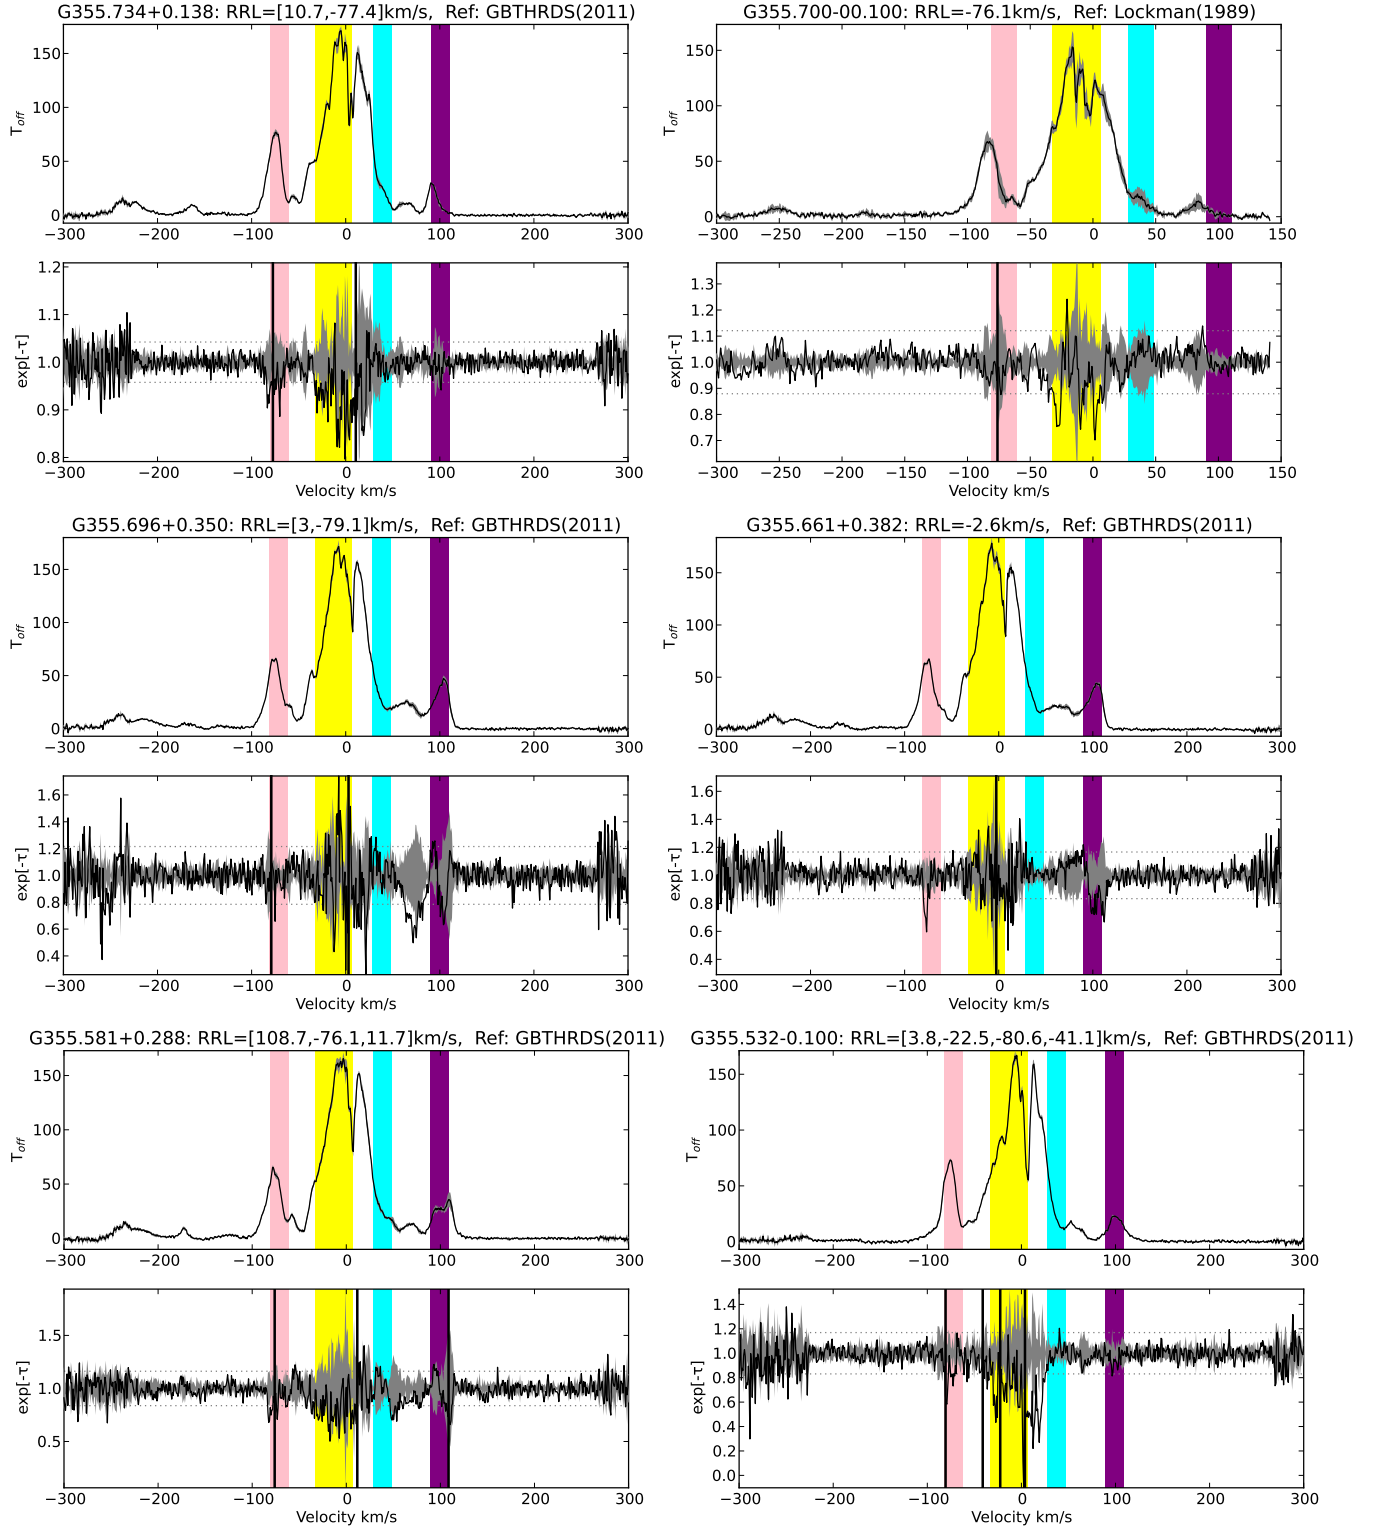 G355.734+0.138: RRL=[10.7,-77.4]km/s, Ref: GBTHRDS(2011)
150
100
50
0
T_off
−300 −200 −100 0 100 200 300
1.2
1.1
1.0
0.9
0.8
exp[-τ]
−300 −200 −100 0 100 200 300
Velocity km/s
G355.700-00.100: RRL=-76.1km/s, Ref: Lockman(1989)
150
100
50
0
T_off
−300 −250 −200 −150 −100 −50 0 50 100 150
1.3
1.2
1.1
1.0
0.9
0.8
0.7
exp[-τ]
−300 −250 −200 −150 −100 −50 0 50 100 150
Velocity km/s
G355.696+0.350: RRL=[3,-79.1]km/s, Ref: GBTHRDS(2011)
150
100
50
0
T_off
−300 −200 −100 0 100 200 300
1.6
1.4
1.2
1.0
0.8
0.6
0.4
exp[-τ]
−300 −200 −100 0 100 200 300
Velocity km/s
G355.661+0.382: RRL=-2.6km/s, Ref: GBTHRDS(2011)
150
100
50
0
T_off
−300 −200 −100 0 100 200 300
1.6
1.4
1.2
1.0
0.8
0.6
0.4
exp[-τ]
−300 −200 −100 0 100 200 300
Velocity km/s
G355.581+0.288: RRL=[108.7,-76.1,11.7]km/s, Ref: GBTHRDS(2011)
150
100
50
0
T_off
−300 −200 −100 0 100 200 300
1.5
1.0
0.5
exp[-τ]
−300 −200 −100 0 100 200 300
Velocity km/s
G355.532-0.100: RRL=[3.8,-22.5,-80.6,-41.1]km/s, Ref: GBTHRDS(2011)
150
100
50
0
T_off
−300 −200 −100 0 100 200 300
1.4
1.2
1.0
0.8
0.6
0.4
0.2
0.0
exp[-τ]
−300 −200 −100 0 100 200 300
Velocity km/s